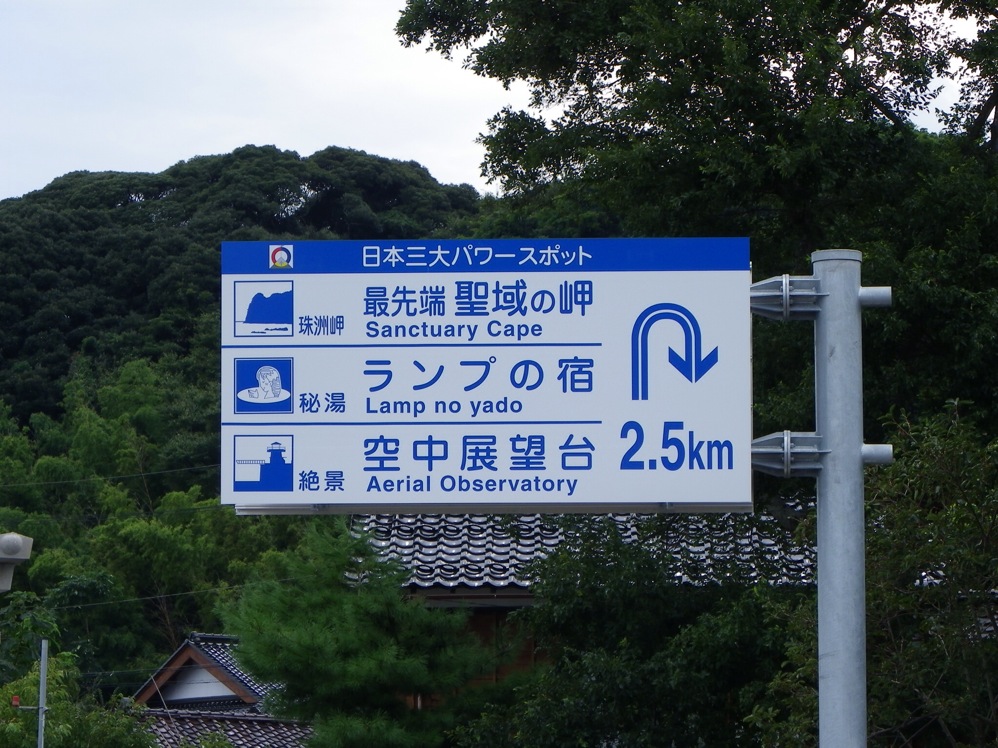 日本三大パワースポット
珠洲岬
最先端 聖域の岬
Sanctuary Cape
秘湯
ランプの宿
Lamp no yado
絶景
空中展望台
Aerial Observatory
2.5km